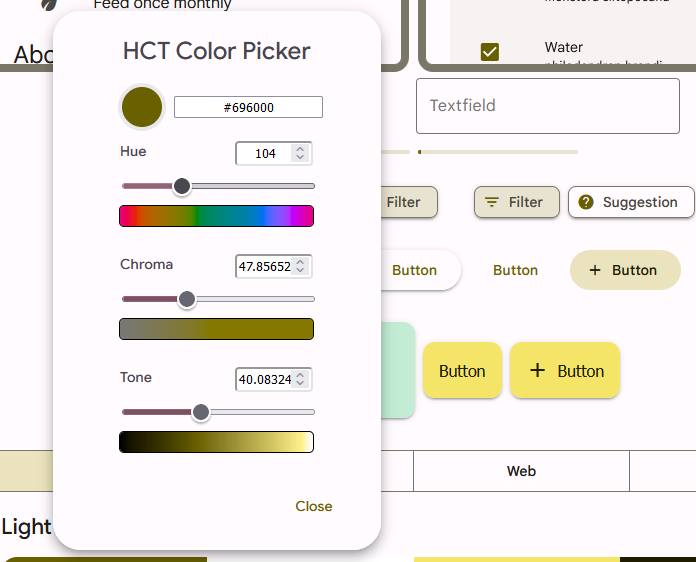 Feed once monthly
Abo
HCT Color Picker
#696000
Hue
104
Chroma
47.85652
Tone
40.08324
Close
Water
Textfield
Filter
Filter
Suggestion
Button
Button
+ Button
Button
+ Button
Web
Light